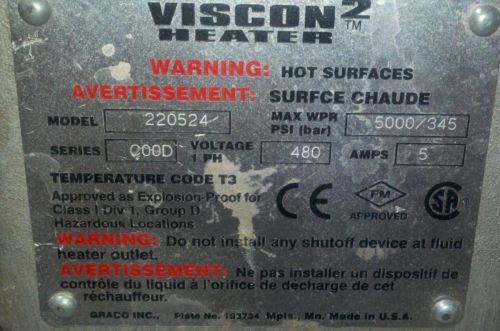 VISCON 2 TM
HEATER
WARNING: HOT SURFACES
AVERTISSEMENT: SURFCE CHAUDE
MODEL 220524 MAX WPR PSI (bar) 5000/345
SERIES C00D VOLTAGE 1 PH 480 AMPS 5
TEMPERATURE CODE T3
Approved as Explosion-Proof for
Class I Div 1, Group D
Hazardous Locations
CE FM APPROVED SA
WARNING: Do not install any shutoff device at fluid
heater outlet.
AVERTISSEMENT: Ne pas installer un dispositif de
contrôle du liquid à l'orifice de decharge de cet
réchauffeur.
GRACO INC., Plate No. 193734 Mpls., Mn. Made in U.S.A.